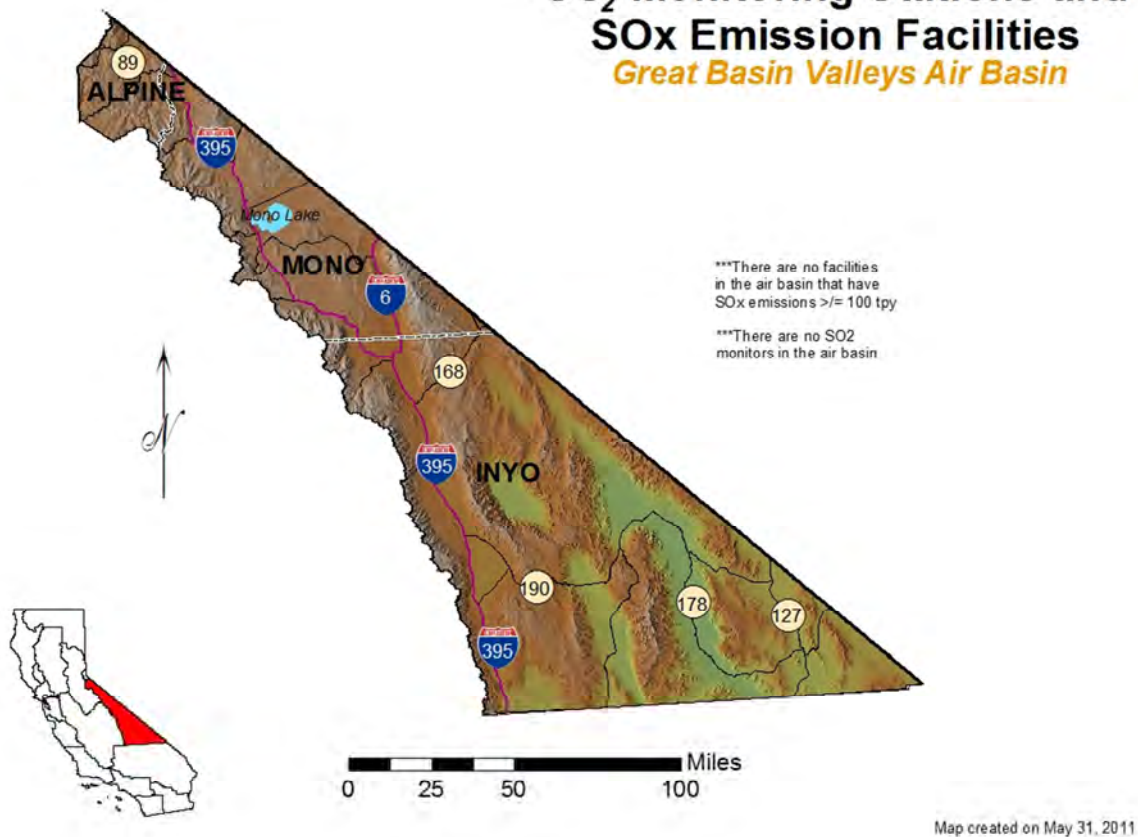 SOx Emission Facilities
Great Basin Valleys Air Basin
89
ALPINE
395
Mono Lake
MONO
6
***There are no facilities
in the air basin that have
SOx emissions >/= 100 tpy
***There are no SO2
monitors in the air basin
168
N
395
INYO
190
178
127
395
Miles
0 25 50 100
Map created on May 31, 2011